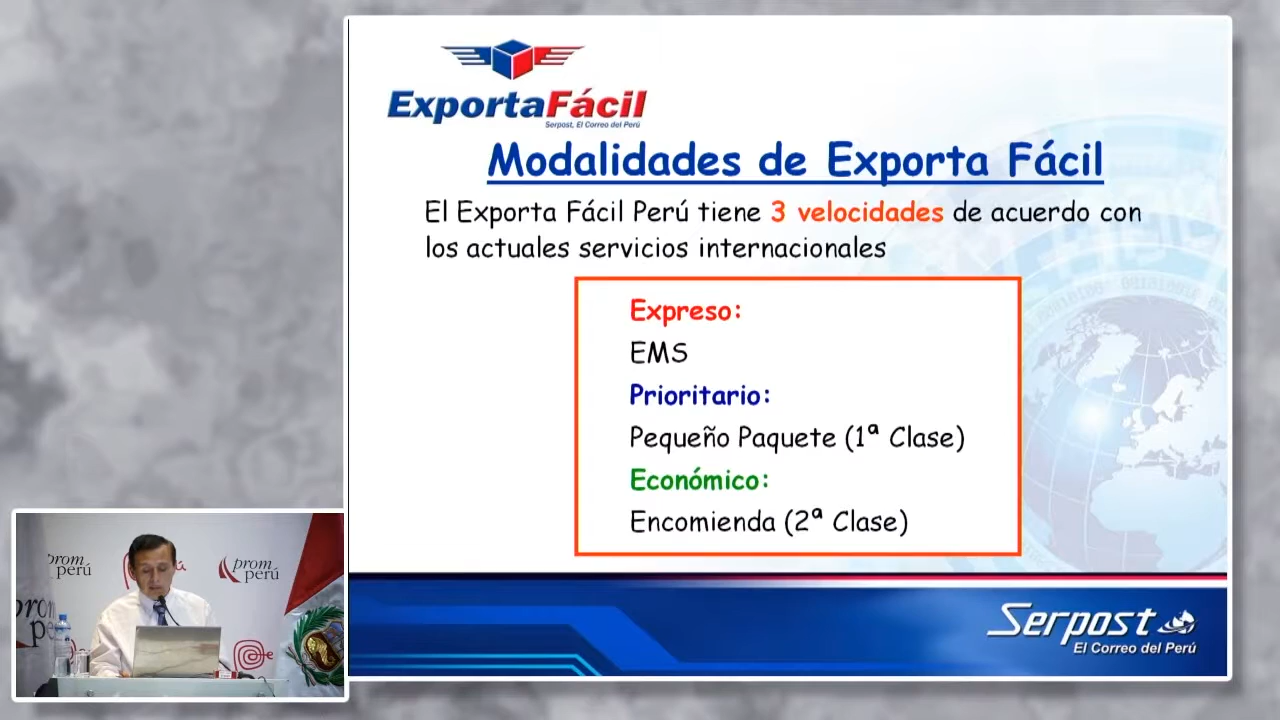 ExportaFácil
Serpost, El Correo del Perú
Modalidades de Exporta Fácil
El Exporta Fácil Perú tiene 3 velocidades de acuerdo con
los actuales servicios internacionales
Expreso:
EMS
Prioritario:
Pequeño Paquete (1ª Clase)
Económico:
Encomienda (2ª Clase)
Serpost
El Correo del Perú
prom
perú
prom
perú